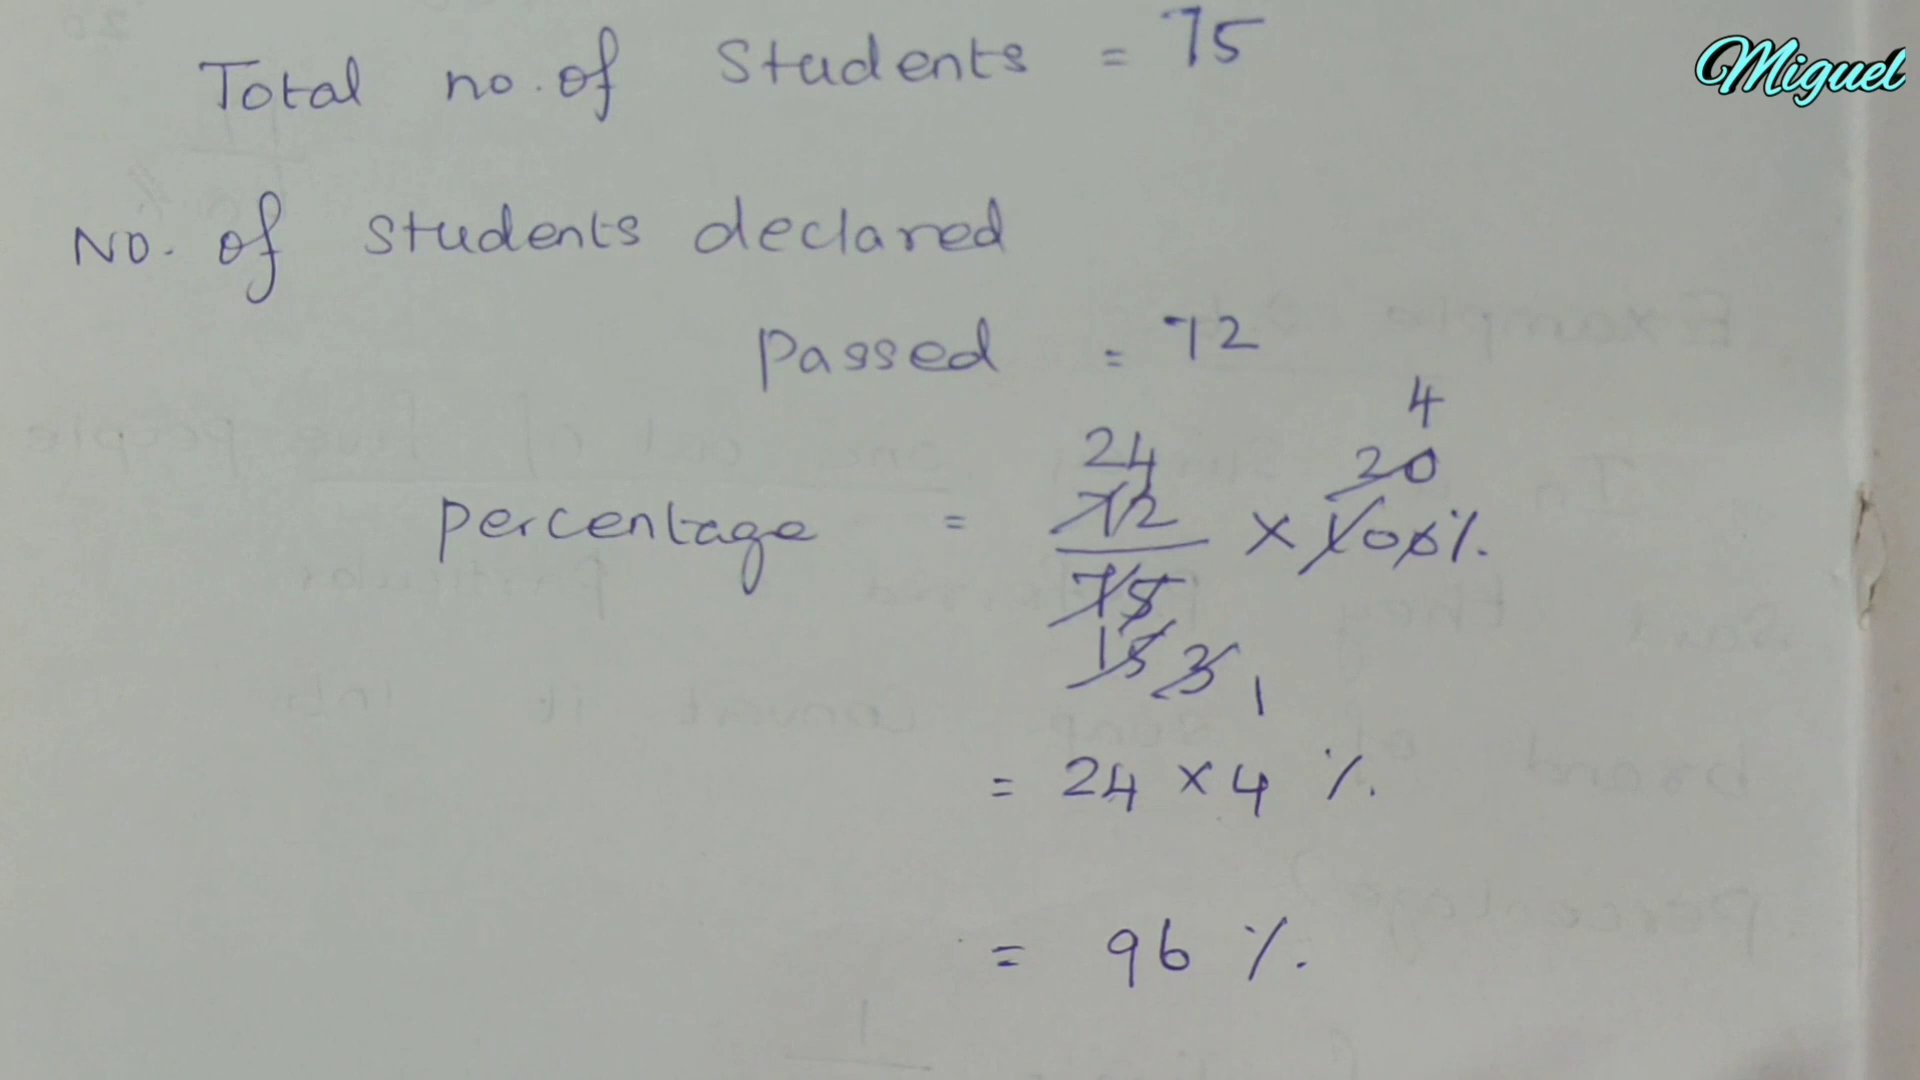 Total no. of Students = 75
Miguel
No. of students declared
passed = 72
4
24 20
percentage = 72 × 100%.
75
15 3 1
= 24 × 4 %.
= 96 %.